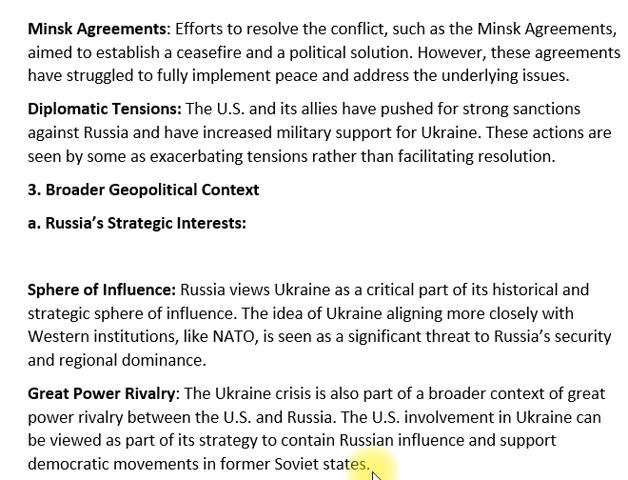 Minsk Agreements: Efforts to resolve the conflict, such as the Minsk Agreements,
aimed to establish a ceasefire and a political solution. However, these agreements
have struggled to fully implement peace and address the underlying issues.
Diplomatic Tensions: The U.S. and its allies have pushed for strong sanctions
against Russia and have increased military support for Ukraine. These actions are
seen by some as exacerbating tensions rather than facilitating resolution.
3. Broader Geopolitical Context
a. Russia’s Strategic Interests:
Sphere of Influence: Russia views Ukraine as a critical part of its historical and
strategic sphere of influence. The idea of Ukraine aligning more closely with
Western institutions, like NATO, is seen as a significant threat to Russia’s security
and regional dominance.
Great Power Rivalry: The Ukraine crisis is also part of a broader context of great
power rivalry between the U.S. and Russia. The U.S. involvement in Ukraine can
be viewed as part of its strategy to contain Russian influence and support
democratic movements in former Soviet states.